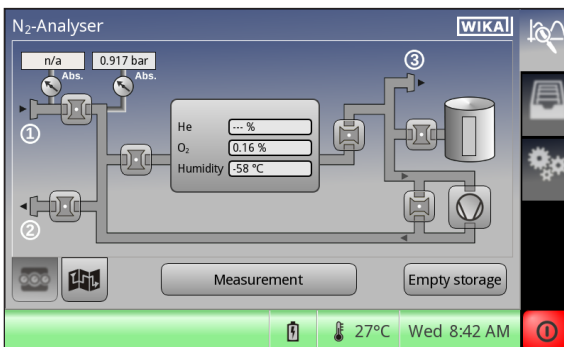 N₂-Analyser
WIKA
n/a
0.917 bar
Abs.
Abs.
1
3
He --- %
O₂ 0.16 %
Humidity -58 °C
2
Measurement
Empty storage
27°C
Wed 8:42 AM